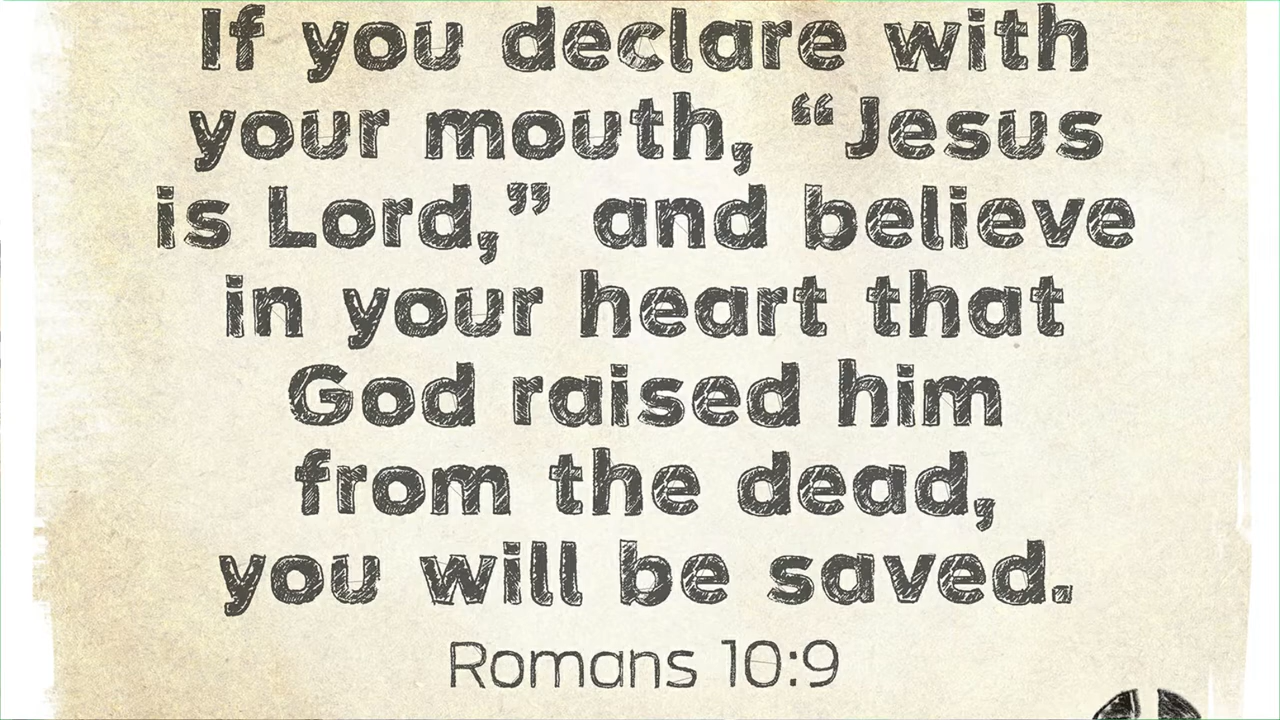 If you declare with
your mouth, “Jesus
is Lord,” and believe
in your heart that
God raised him
from the dead,
you will be saved.
Romans 10:9